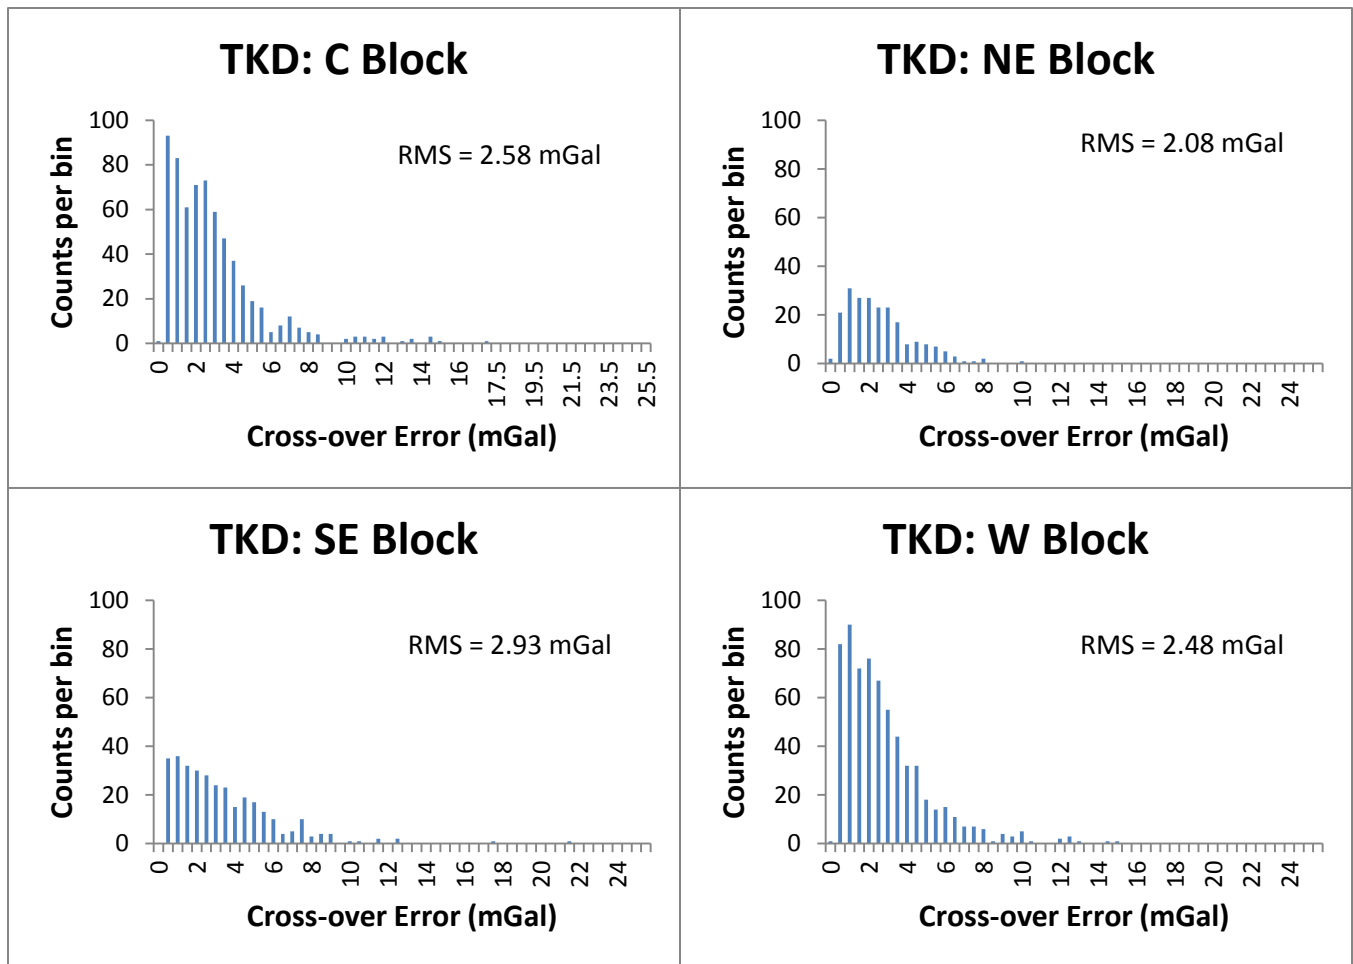 TKD: C Block
RMS = 2.58 mGal
Counts per bin
100
80
60
40
20
0
0 2 4 6 8 10 12 14 16 17.5 19.5 21.5 23.5 25.5
Cross-over Error (mGal)
TKD: NE Block
RMS = 2.08 mGal
Counts per bin
100
80
60
40
20
0
0 2 4 6 8 10 12 14 16 18 20 22 24
Cross-over Error (mGal)
TKD: SE Block
RMS = 2.93 mGal
Counts per bin
100
80
60
40
20
0
0 2 4 6 8 10 12 14 16 18 20 22 24
Cross-over Error (mGal)
TKD: W Block
RMS = 2.48 mGal
Counts per bin
100
80
60
40
20
0
0 2 4 6 8 10 12 14 16 18 20 22 24
Cross-over Error (mGal)